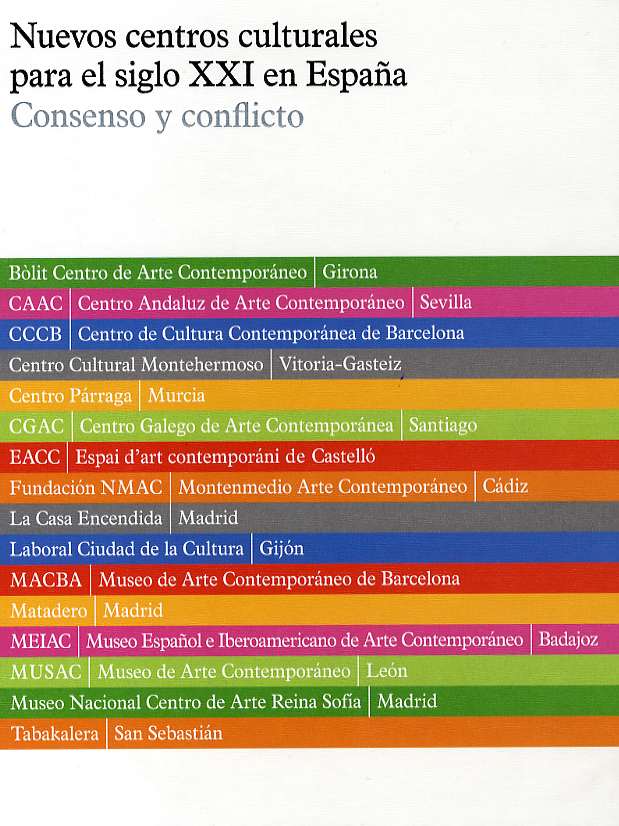 Nuevos centros culturales
para el siglo XXI en España
Consenso y conflicto
Bòlit Centro de Arte Contemporáneo | Girona
CAAC | Centro Andaluz de Arte Contemporáneo | Sevilla
CCCB | Centro de Cultura Contemporánea de Barcelona
Centro Cultural Montehermoso | Vitoria-Gasteiz
Centro Párraga | Murcia
CGAC | Centro Galego de Arte Contemporánea | Santiago
EACC | Espai d'art contemporáni de Castelló
Fundación NMAC | Montenmedio Arte Contemporáneo | Cádiz
La Casa Encendida | Madrid
Laboral Ciudad de la Cultura | Gijón
MACBA | Museo de Arte Contemporáneo de Barcelona
Matadero | Madrid
MEIAC | Museo Español e Iberoamericano de Arte Contemporáneo | Badajoz
MUSAC | Museo de Arte Contemporáneo | León
Museo Nacional Centro de Arte Reina Sofía | Madrid
Tabakalera | San Sebastián